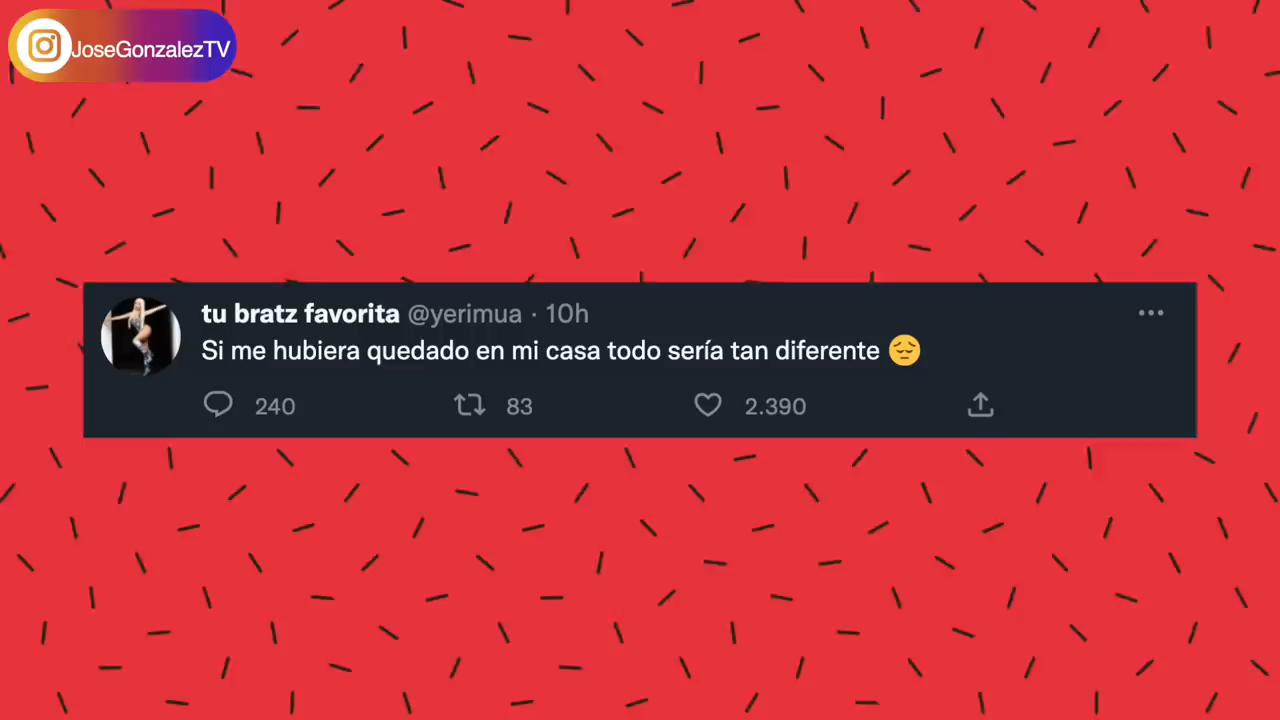 JoseGonzalezTV
tu bratz favorita @yerimua · 10h
Si me hubiera quedado en mi casa todo sería tan diferente 😔
240 83 2.390